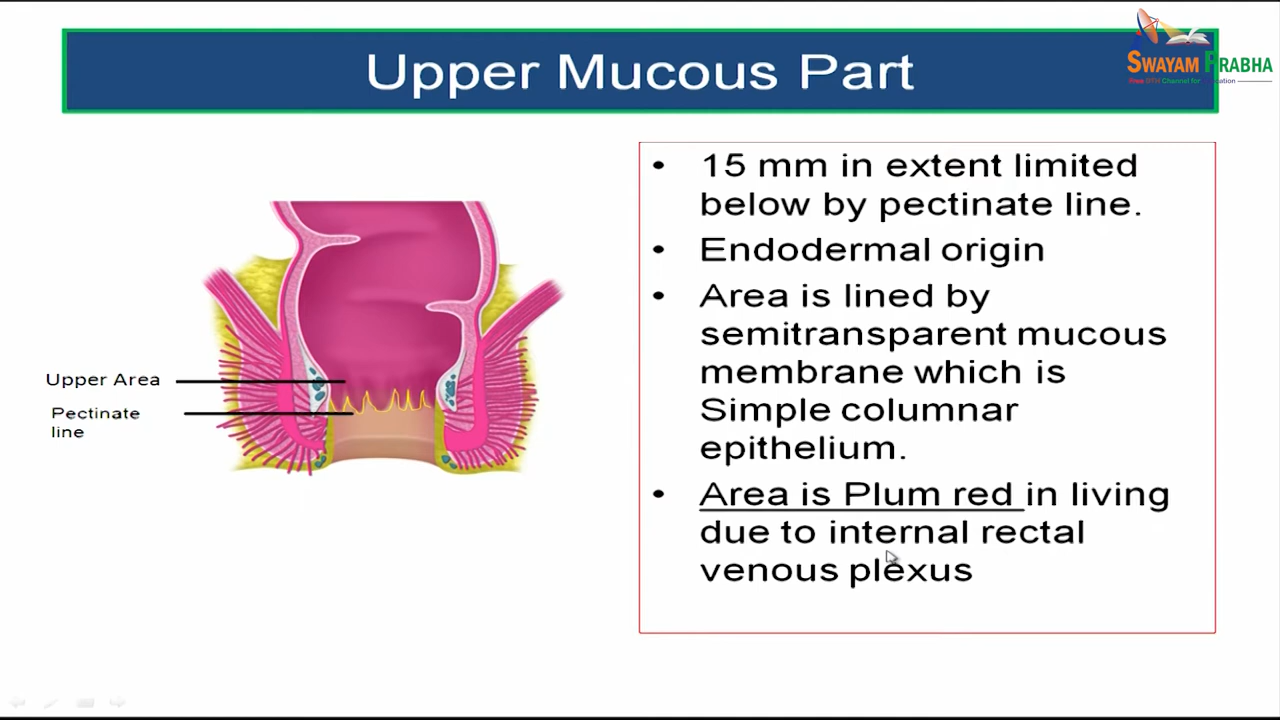 Upper Mucous Part
SWAYAM PRABHA
Upper Area
Pectinate
line
• 15 mm in extent limited
below by pectinate line.
• Endodermal origin
• Area is lined by
semitransparent mucous
membrane which is
Simple columnar
epithelium.
• Area is Plum red in living
due to internal rectal
venous plexus